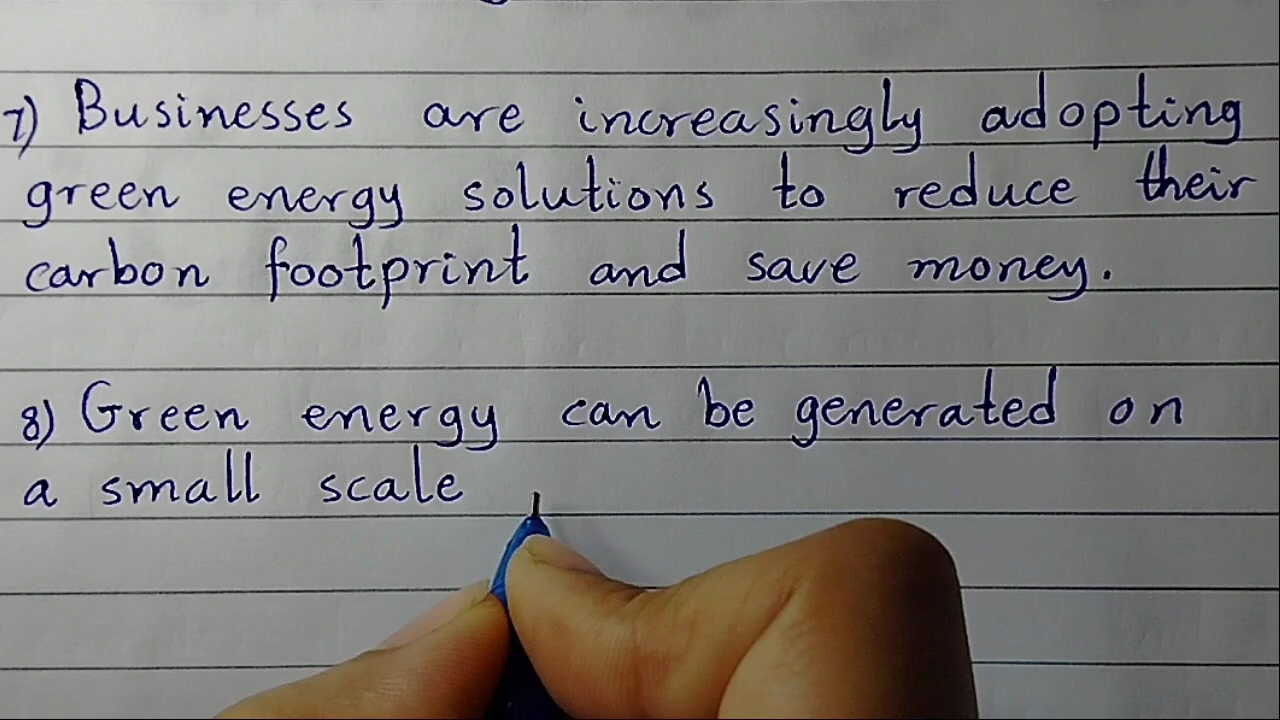 7) Businesses are increasingly adopting
green energy solutions to reduce their
carbon footprint and save money.
8) Green energy can be generated on
a small scale